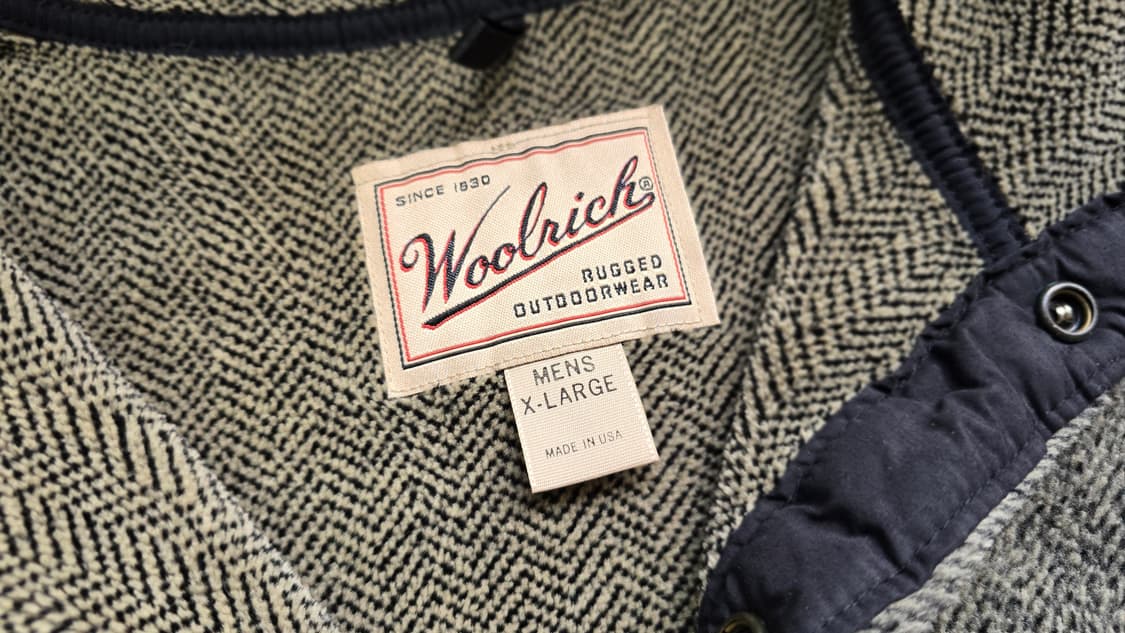 SINCE 1830
Woolrich®
RUGGED
OUTDOORWEAR
MENS
X-LARGE
MADE IN USA